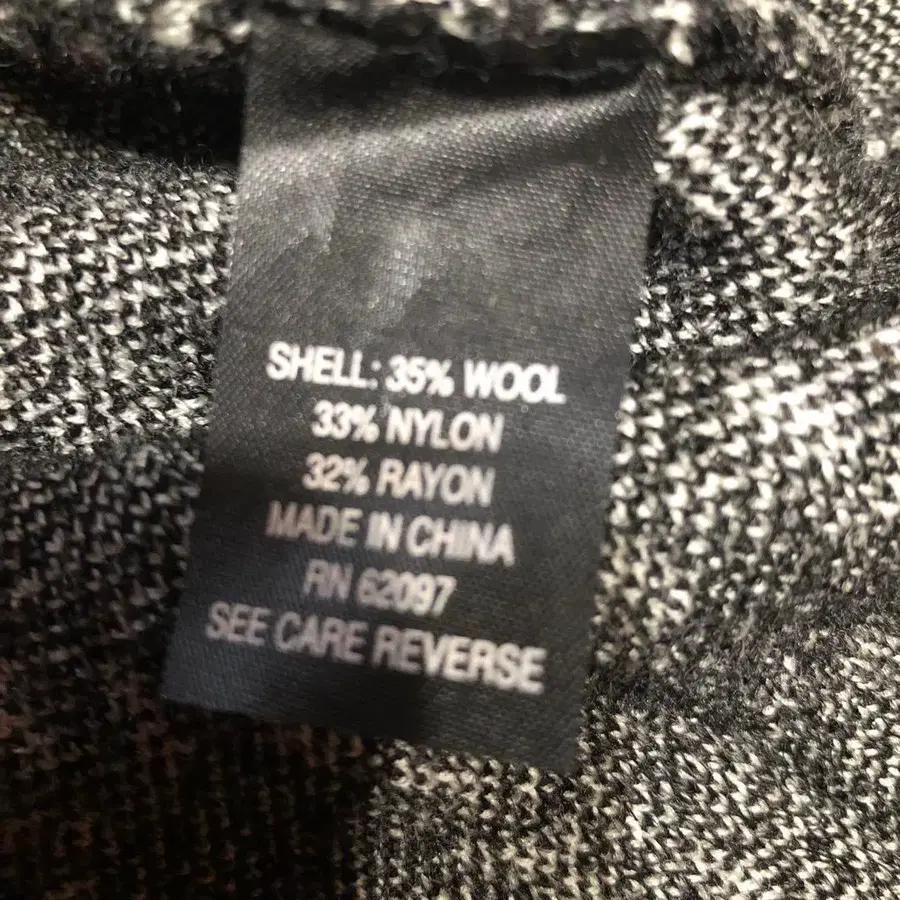 SHELL: 35% WOOL
33% NYLON
32% RAYON
MADE IN CHINA
RN 62097
SEE CARE REVERSE